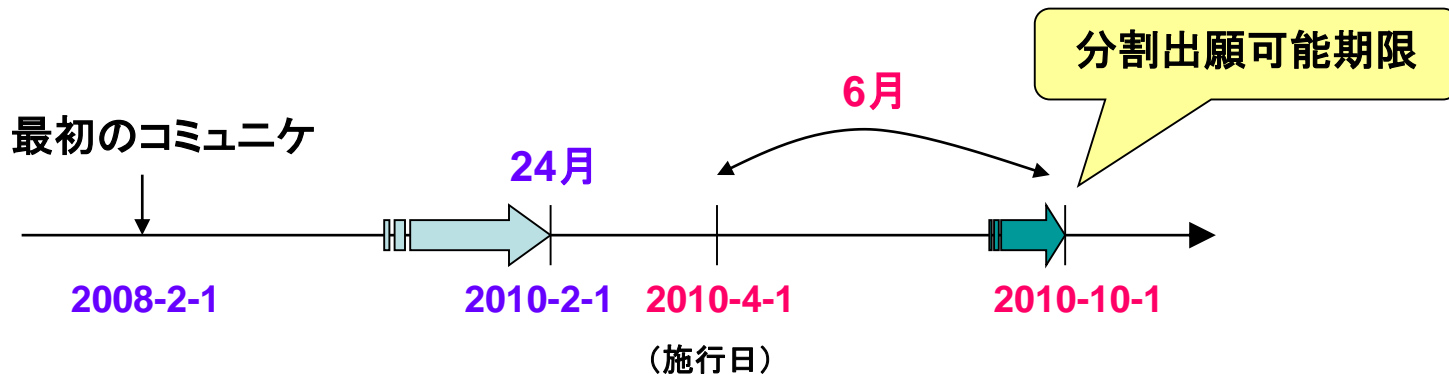 分割出願可能期限
6月
最初のコミュニケ
24月
2008-2-1
2010-2-1
2010-4-1
2010-10-1
（施行日）